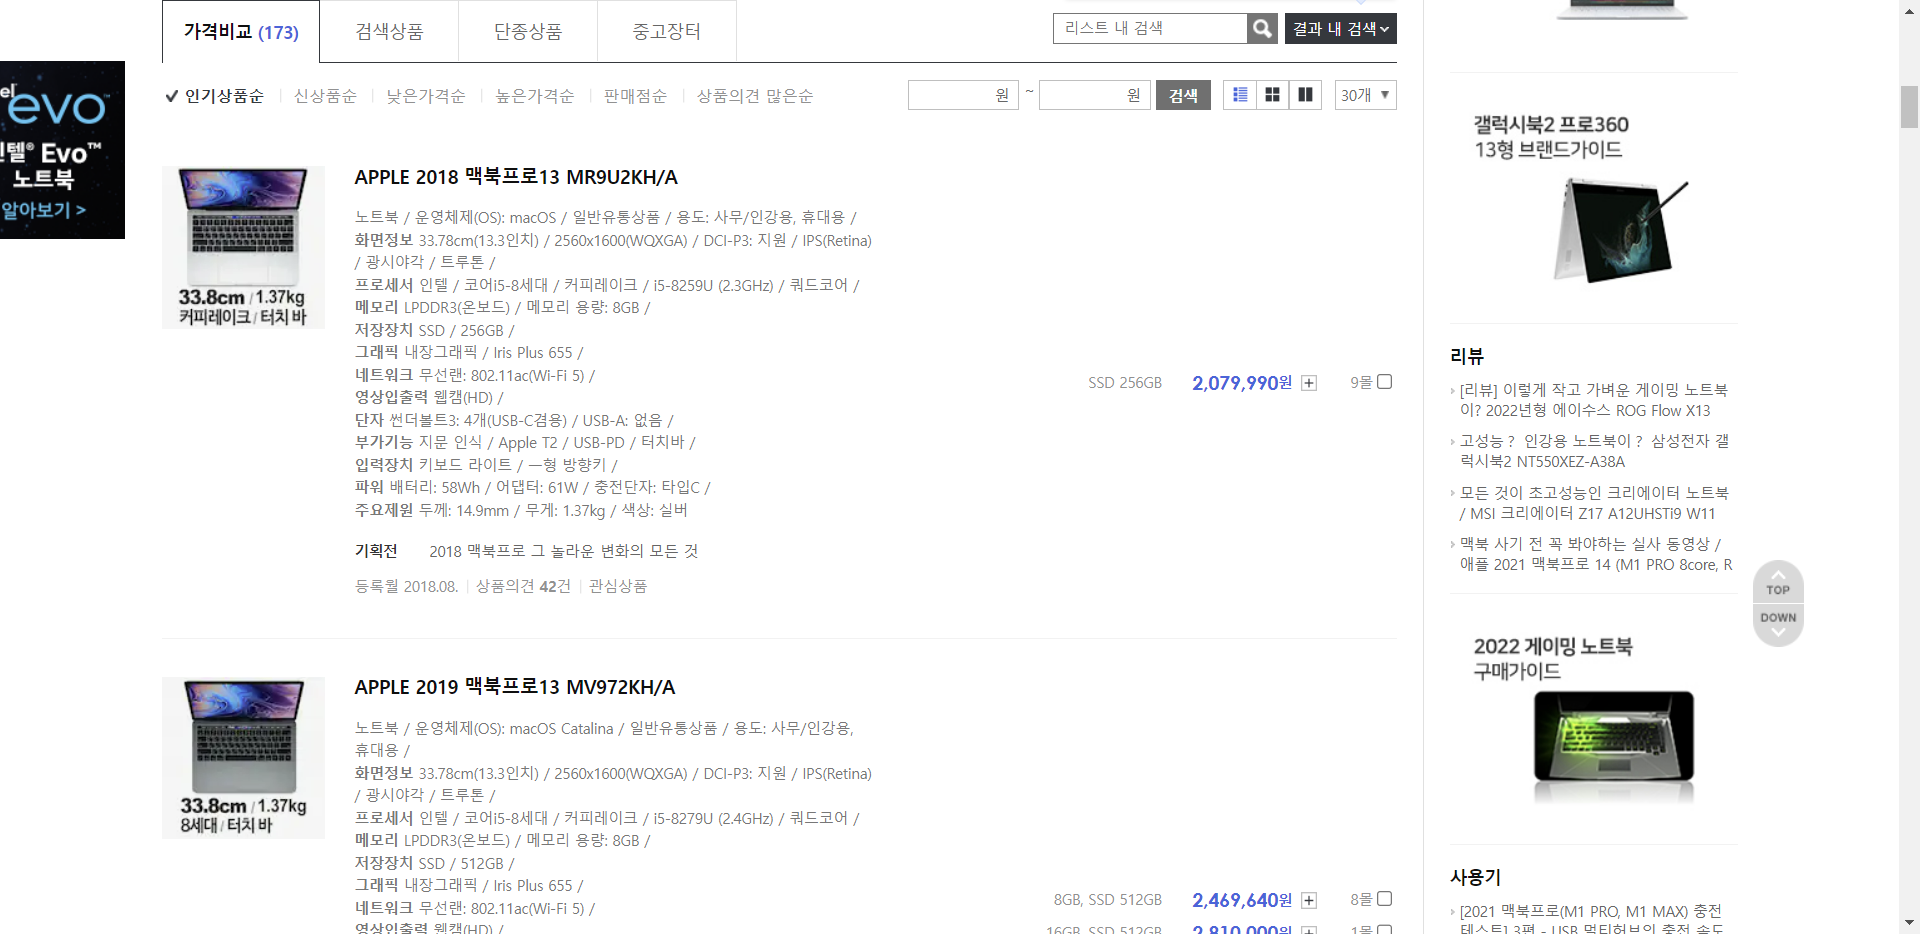 가격비교 (173)
검색상품
단종상품
중고장터
리스트 내 검색
결과 내 검색
인기상품순
신상품순
낮은가격순
높은가격순
판매점순
상품의견 많은순
원 ~ 원 검색
30개 ▼
evo
Evo™
노트북
알아보기 >
33.8cm / 1.37kg
커피레이크 / 터치 바
APPLE 2018 맥북프로13 MR9U2KH/A
노트북 / 운영체제(OS): macOS / 일반유통상품 / 용도: 사무/인강용, 휴대용 /
화면정보 33.78cm(13.3인치) / 2560x1600(WQXGA) / DCI-P3: 지원 / IPS(Retina)
/ 광시야각 / 트루톤 /
프로세서 인텔 / 코어i5-8세대 / 커피레이크 / i5-8259U (2.3GHz) / 쿼드코어 /
메모리 LPDDR3(온보드) / 메모리 용량: 8GB /
저장장치 SSD / 256GB /
그래픽 내장그래픽 / Iris Plus 655 /
네트워크 무선랜: 802.11ac(Wi-Fi 5) /
영상입출력 웹캠(HD) /
단자 썬더볼트3: 4개(USB-C겸용) / USB-A: 없음 /
부가기능 지문 인식 / Apple T2 / USB-PD / 터치바 /
입력장치 키보드 라이트 / ㅡ형 방향키 /
파워 배터리: 58Wh / 어댑터: 61W / 충전단자: 타입C /
주요제원 두께: 14.9mm / 무게: 1.37kg / 색상: 실버
기획전 2018 맥북프로 그 놀라운 변화의 모든 것
등록월 2018.08. 상품의견 42건 관심상품
SSD 256GB 2,079,990원 9몰
33.8cm / 1.37kg
8세대 / 터치 바
APPLE 2019 맥북프로13 MV972KH/A
노트북 / 운영체제(OS): macOS Catalina / 일반유통상품 / 용도: 사무/인강용,
휴대용 /
화면정보 33.78cm(13.3인치) / 2560x1600(WQXGA) / DCI-P3: 지원 / IPS(Retina)
/ 광시야각 / 트루톤 /
프로세서 인텔 / 코어i5-8세대 / 커피레이크 / i5-8279U (2.4GHz) / 쿼드코어 /
메모리 LPDDR3(온보드) / 메모리 용량: 8GB /
저장장치 SSD / 512GB /
그래픽 내장그래픽 / Iris Plus 655 /
네트워크 무선랜: 802.11ac(Wi-Fi 5) /
영상입출력 웹캠(HD) /
8GB, SSD 512GB 2,469,640원 8몰
16GB, SSD 512GB 2,810,000원 1몰
갤럭시북2 프로360
13형 브랜드가이드
리뷰
[리뷰] 이렇게 작고 가벼운 게이밍 노트북
이? 2022년형 에이수스 ROG Flow X13
고성능 ? 인강용 노트북이 ? 삼성전자 갤
럭시북2 NT550XEZ-A38A
모든 것이 초고성능인 크리에이터 노트북
/ MSI 크리에이터 Z17 A12UHSTi9 W11
맥북 사기 전 꼭 봐야하는 실사 동영상 /
애플 2021 맥북프로 14 (M1 PRO 8core, R
2022 게이밍 노트북
구매가이드
사용기
[2021 맥북프로(M1 PRO, M1 MAX) 충전
테스트] 3편 - USB 멀티허브의 충전 속도
TOP
DOWN